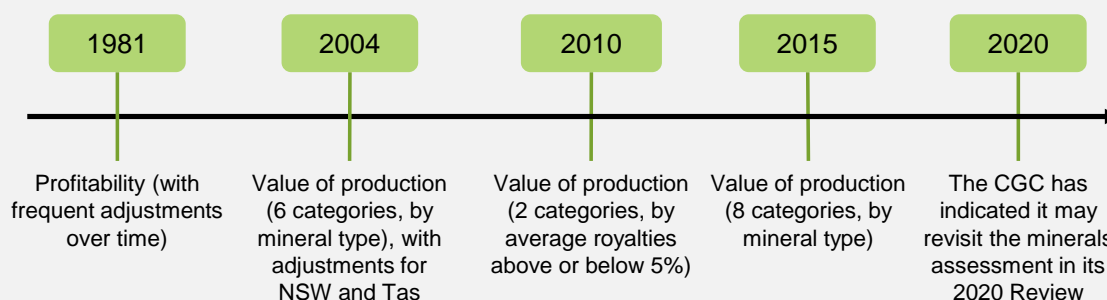 1981
2004
2010
2015
2020
Profitability (with
frequent adjustments
over time)
Value of production
(6 categories, by
mineral type), with
adjustments for
NSW and Tas
Value of production
(2 categories, by
average royalties
above or below 5%)
Value of production
(8 categories, by
mineral type)
The CGC has
indicated it may
revisit the minerals
assessment in its
2020 Review